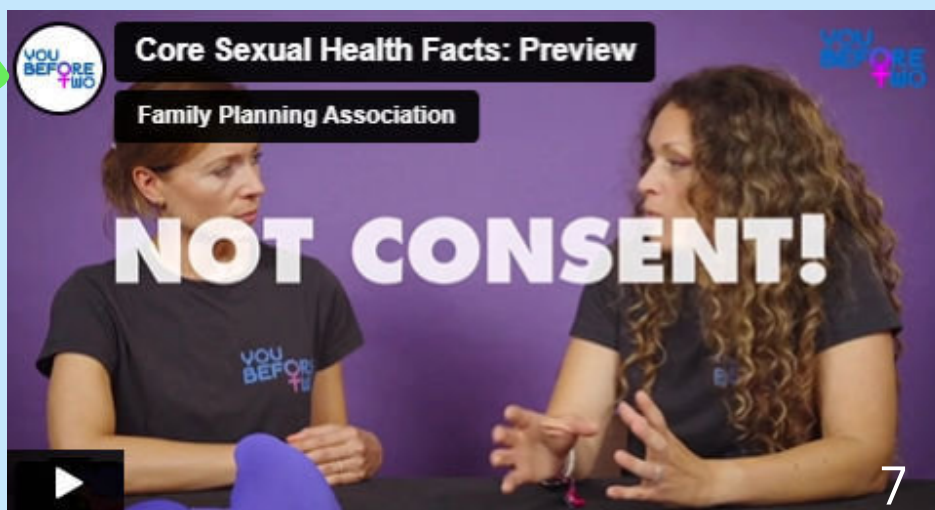 YOU
BEFORE
TWO
Core Sexual Health Facts: Preview
Family Planning Association
YOU
BEFORE
TWO
NOT CONSENT!
YOU
BEFORE
TWO
7